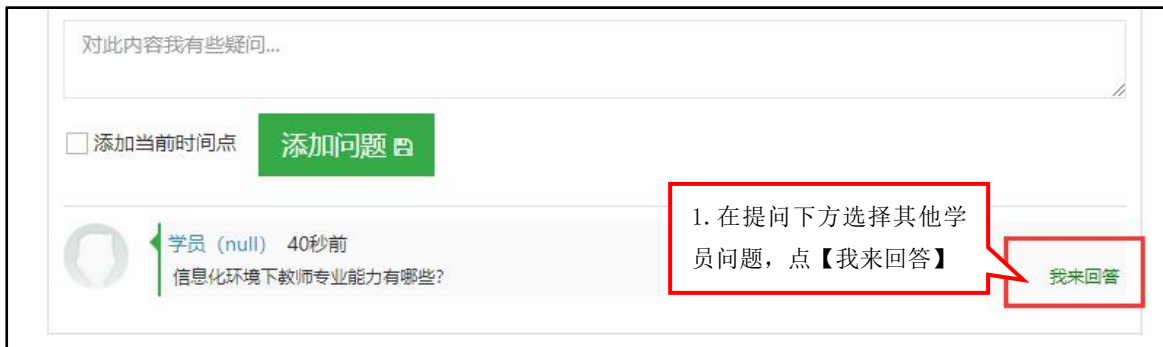 对此内容我有些疑问...
添加当前时间点
添加问题
1.在提问下方选择其他学
员问题，点【我来回答】
学员（null） 40秒前
信息化环境下教师专业能力有哪些?
我来回答